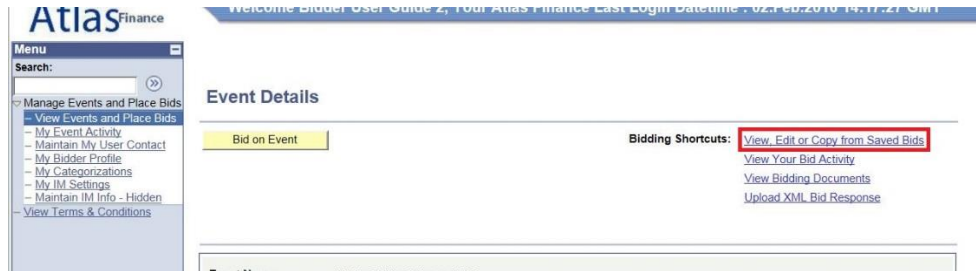 Atlas Finance
Welcome Bidder User Guide 2, Your Atlas Finance Last Login Datetime : 02.Feb.2016 14:17:27 GMT
Menu
Search:
Manage Events and Place Bids
– View Events and Place Bids
– My Event Activity
– Maintain My User Contact
– My Bidder Profile
– My Categorizations
– My IM Settings
– Maintain IM Info - Hidden
– View Terms & Conditions
Event Details
Bid on Event
Bidding Shortcuts:
View, Edit or Copy from Saved Bids
View Your Bid Activity
View Bidding Documents
Upload XML Bid Response